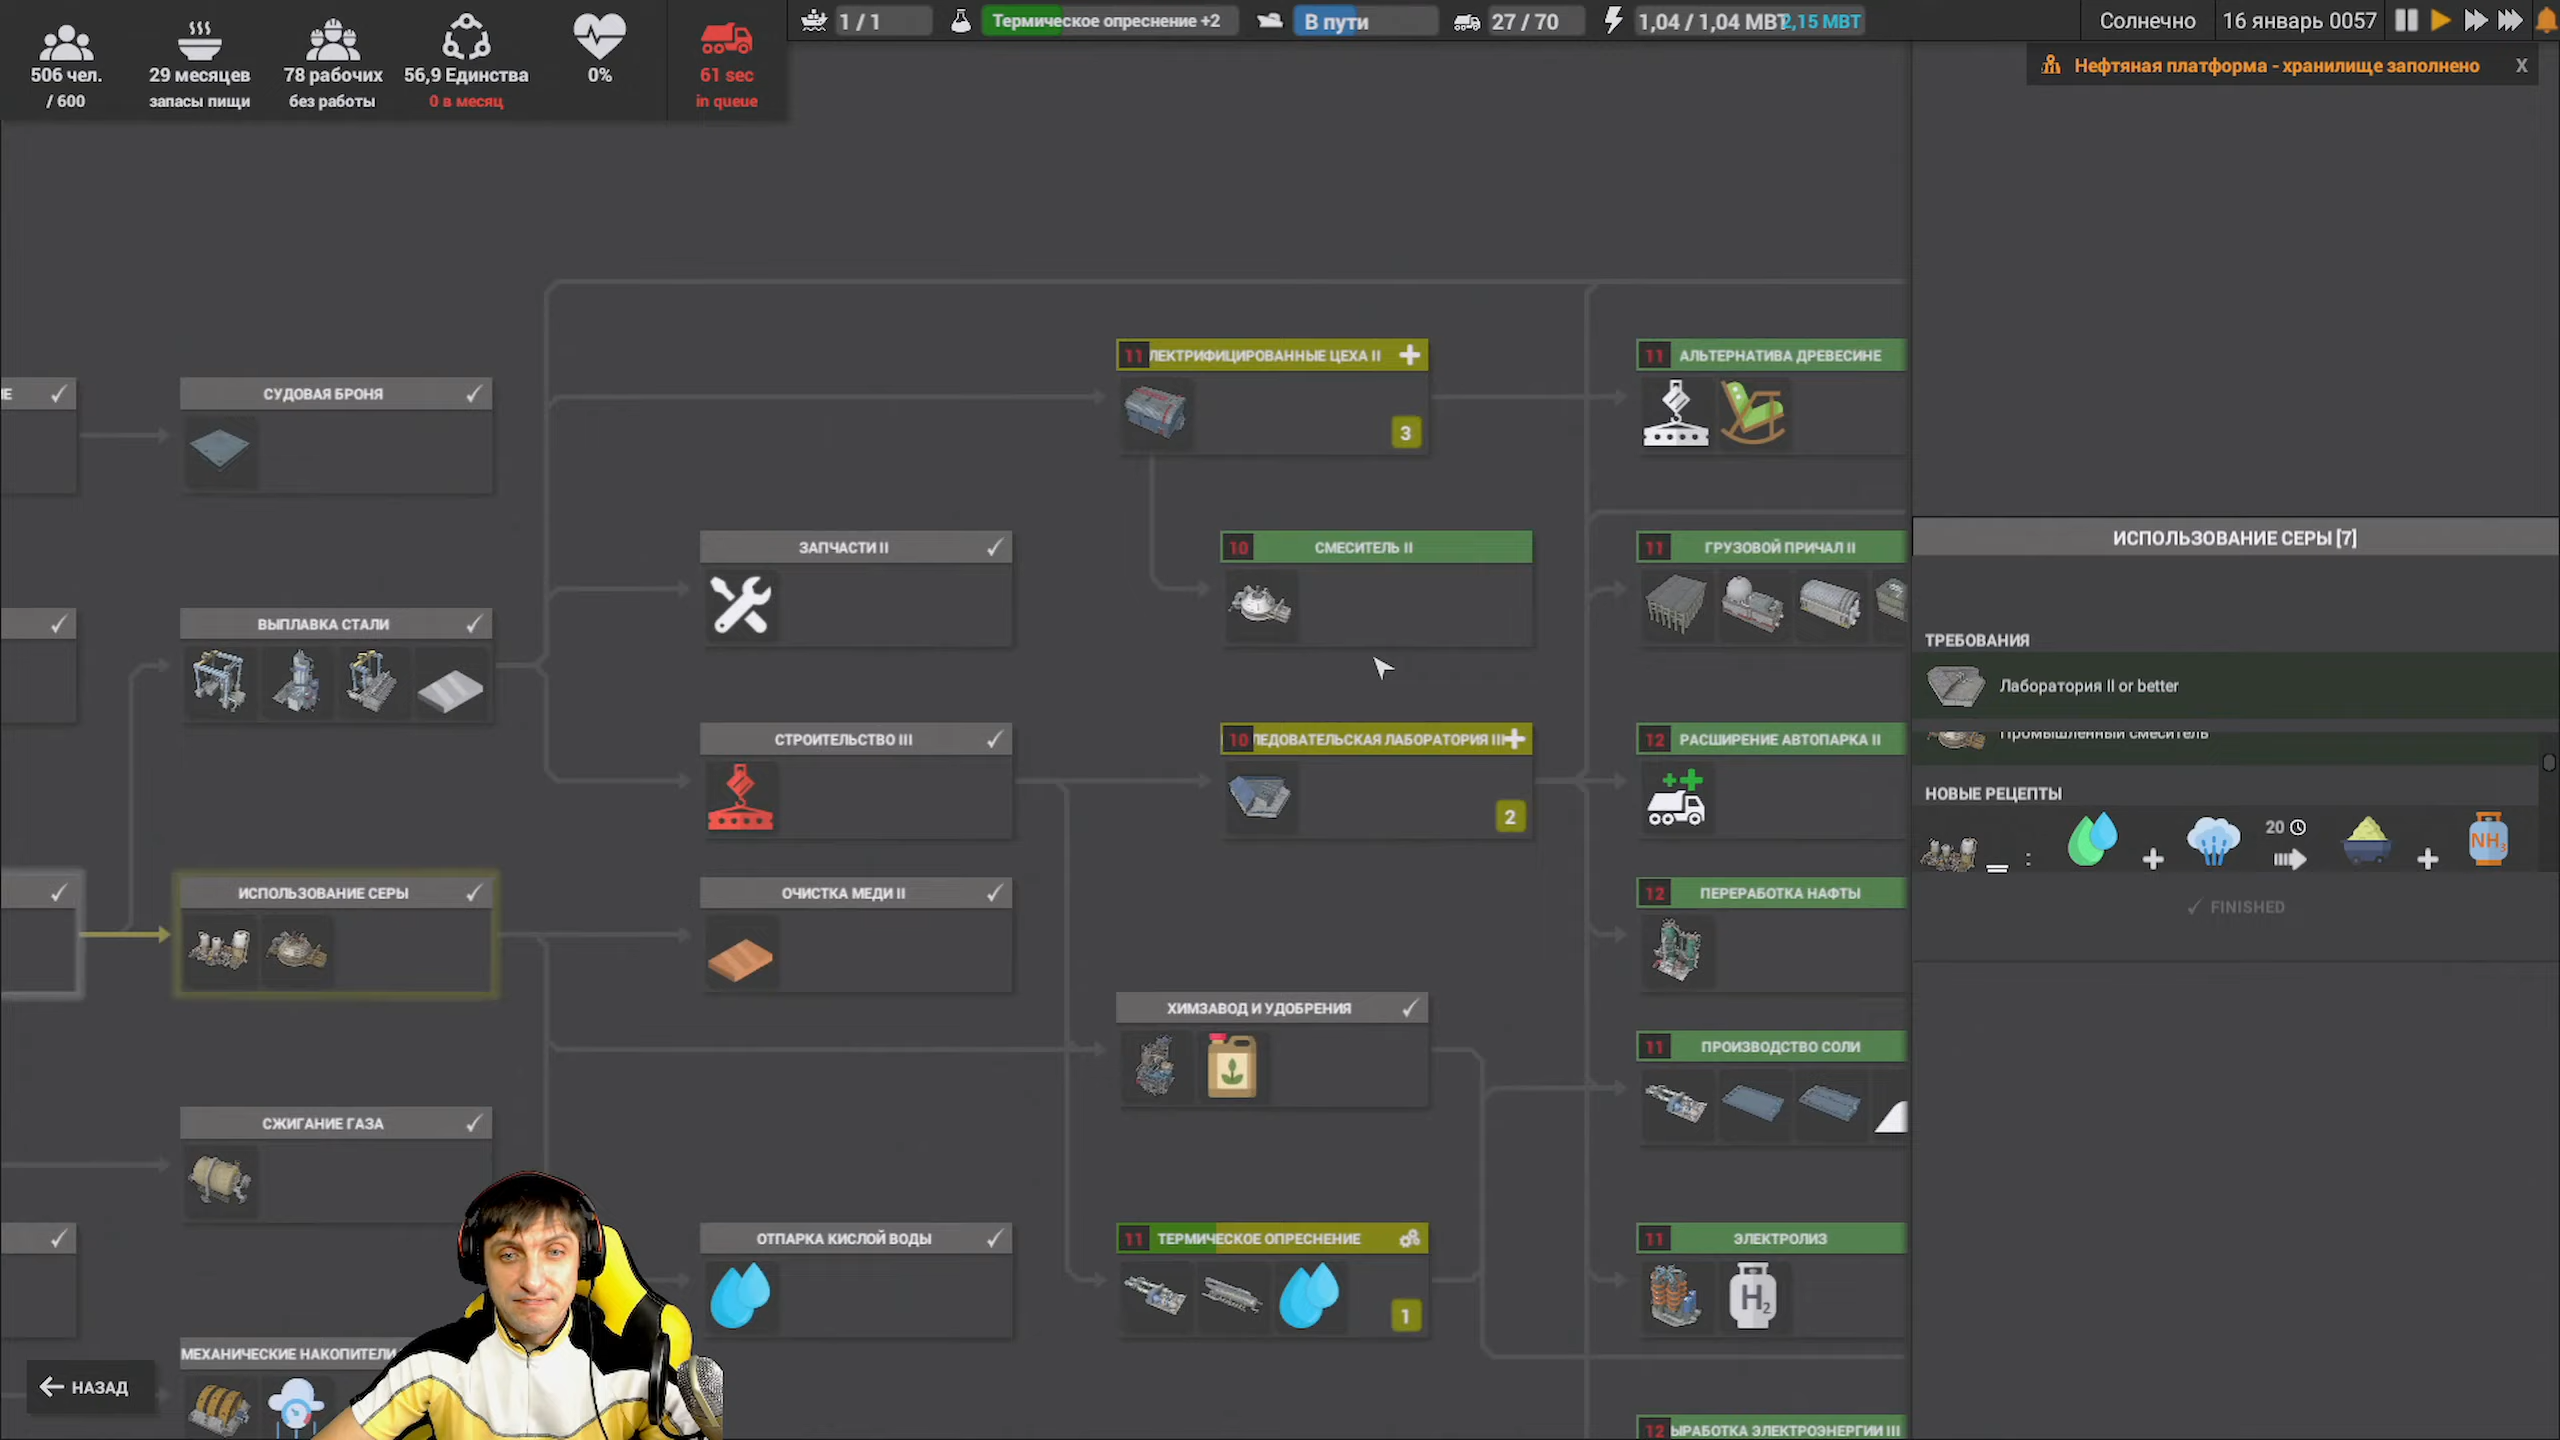 506 чел.
/ 600
29 месяцев
запасы пищи
78 рабочих
без работы
56,9 Единства
0 в месяц
0%
61 sec
in queue
1 / 1
Термическое опреснение +2
В пути
27 / 70
1,04 / 1,04 МВТ
2,15 МВТ
Солнечно
16 январь 0057
Нефтяная платформа - хранилище заполнено
X
СУДОВАЯ БРОНЯ
11
ЛЕКТРИФИЦИРОВАННЫЕ ЦЕХА II
3
11
АЛЬТЕРНАТИВА ДРЕВЕСИНЕ
ЗАПЧАСТИ II
10
СМЕСИТЕЛЬ II
11
ГРУЗОВОЙ ПРИЧАЛ II
ВЫПЛАВКА СТАЛИ
СТРОИТЕЛЬСТВО III
10
ЛЕДОВАТЕЛЬСКАЯ ЛАБОРАТОРИЯ III
2
12
РАСШИРЕНИЕ АВТОПАРКА II
ИСПОЛЬЗОВАНИЕ СЕРЫ
ОЧИСТКА МЕДИ II
12
ПЕРЕРАБОТКА НАФТЫ
ХИМЗАВОД И УДОБРЕНИЯ
11
ПРОИЗВОДСТВО СОЛИ
СЖИГАНИЕ ГАЗА
ОТПАРКА КИСЛОЙ ВОДЫ
11
ТЕРМИЧЕСКОЕ ОПРЕСНЕНИЕ
1
11
ЭЛЕКТРОЛИЗ
H2
МЕХАНИЧЕСКИЕ НАКОПИТЕЛИ
12
ЫРАБОТКА ЭЛЕКТРОЭНЕРГИИ III
НАЗАД
ИСПОЛЬЗОВАНИЕ СЕРЫ [7]
ТРЕБОВАНИЯ
Лаборатория II or better
Промышленный смеситель
НОВЫЕ РЕЦЕПТЫ
:
20
NH3
FINISHED